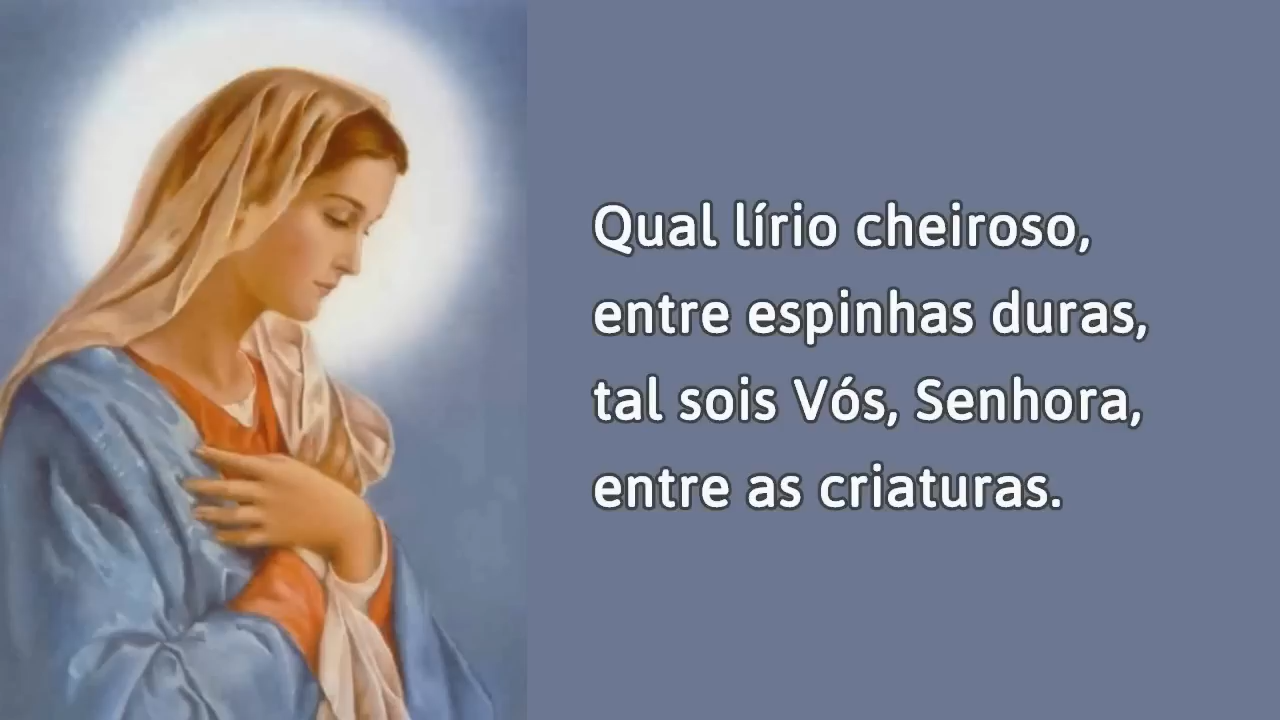 Qual lírio cheiroso,
entre espinhas duras,
tal sois Vós, Senhora,
entre as criaturas.